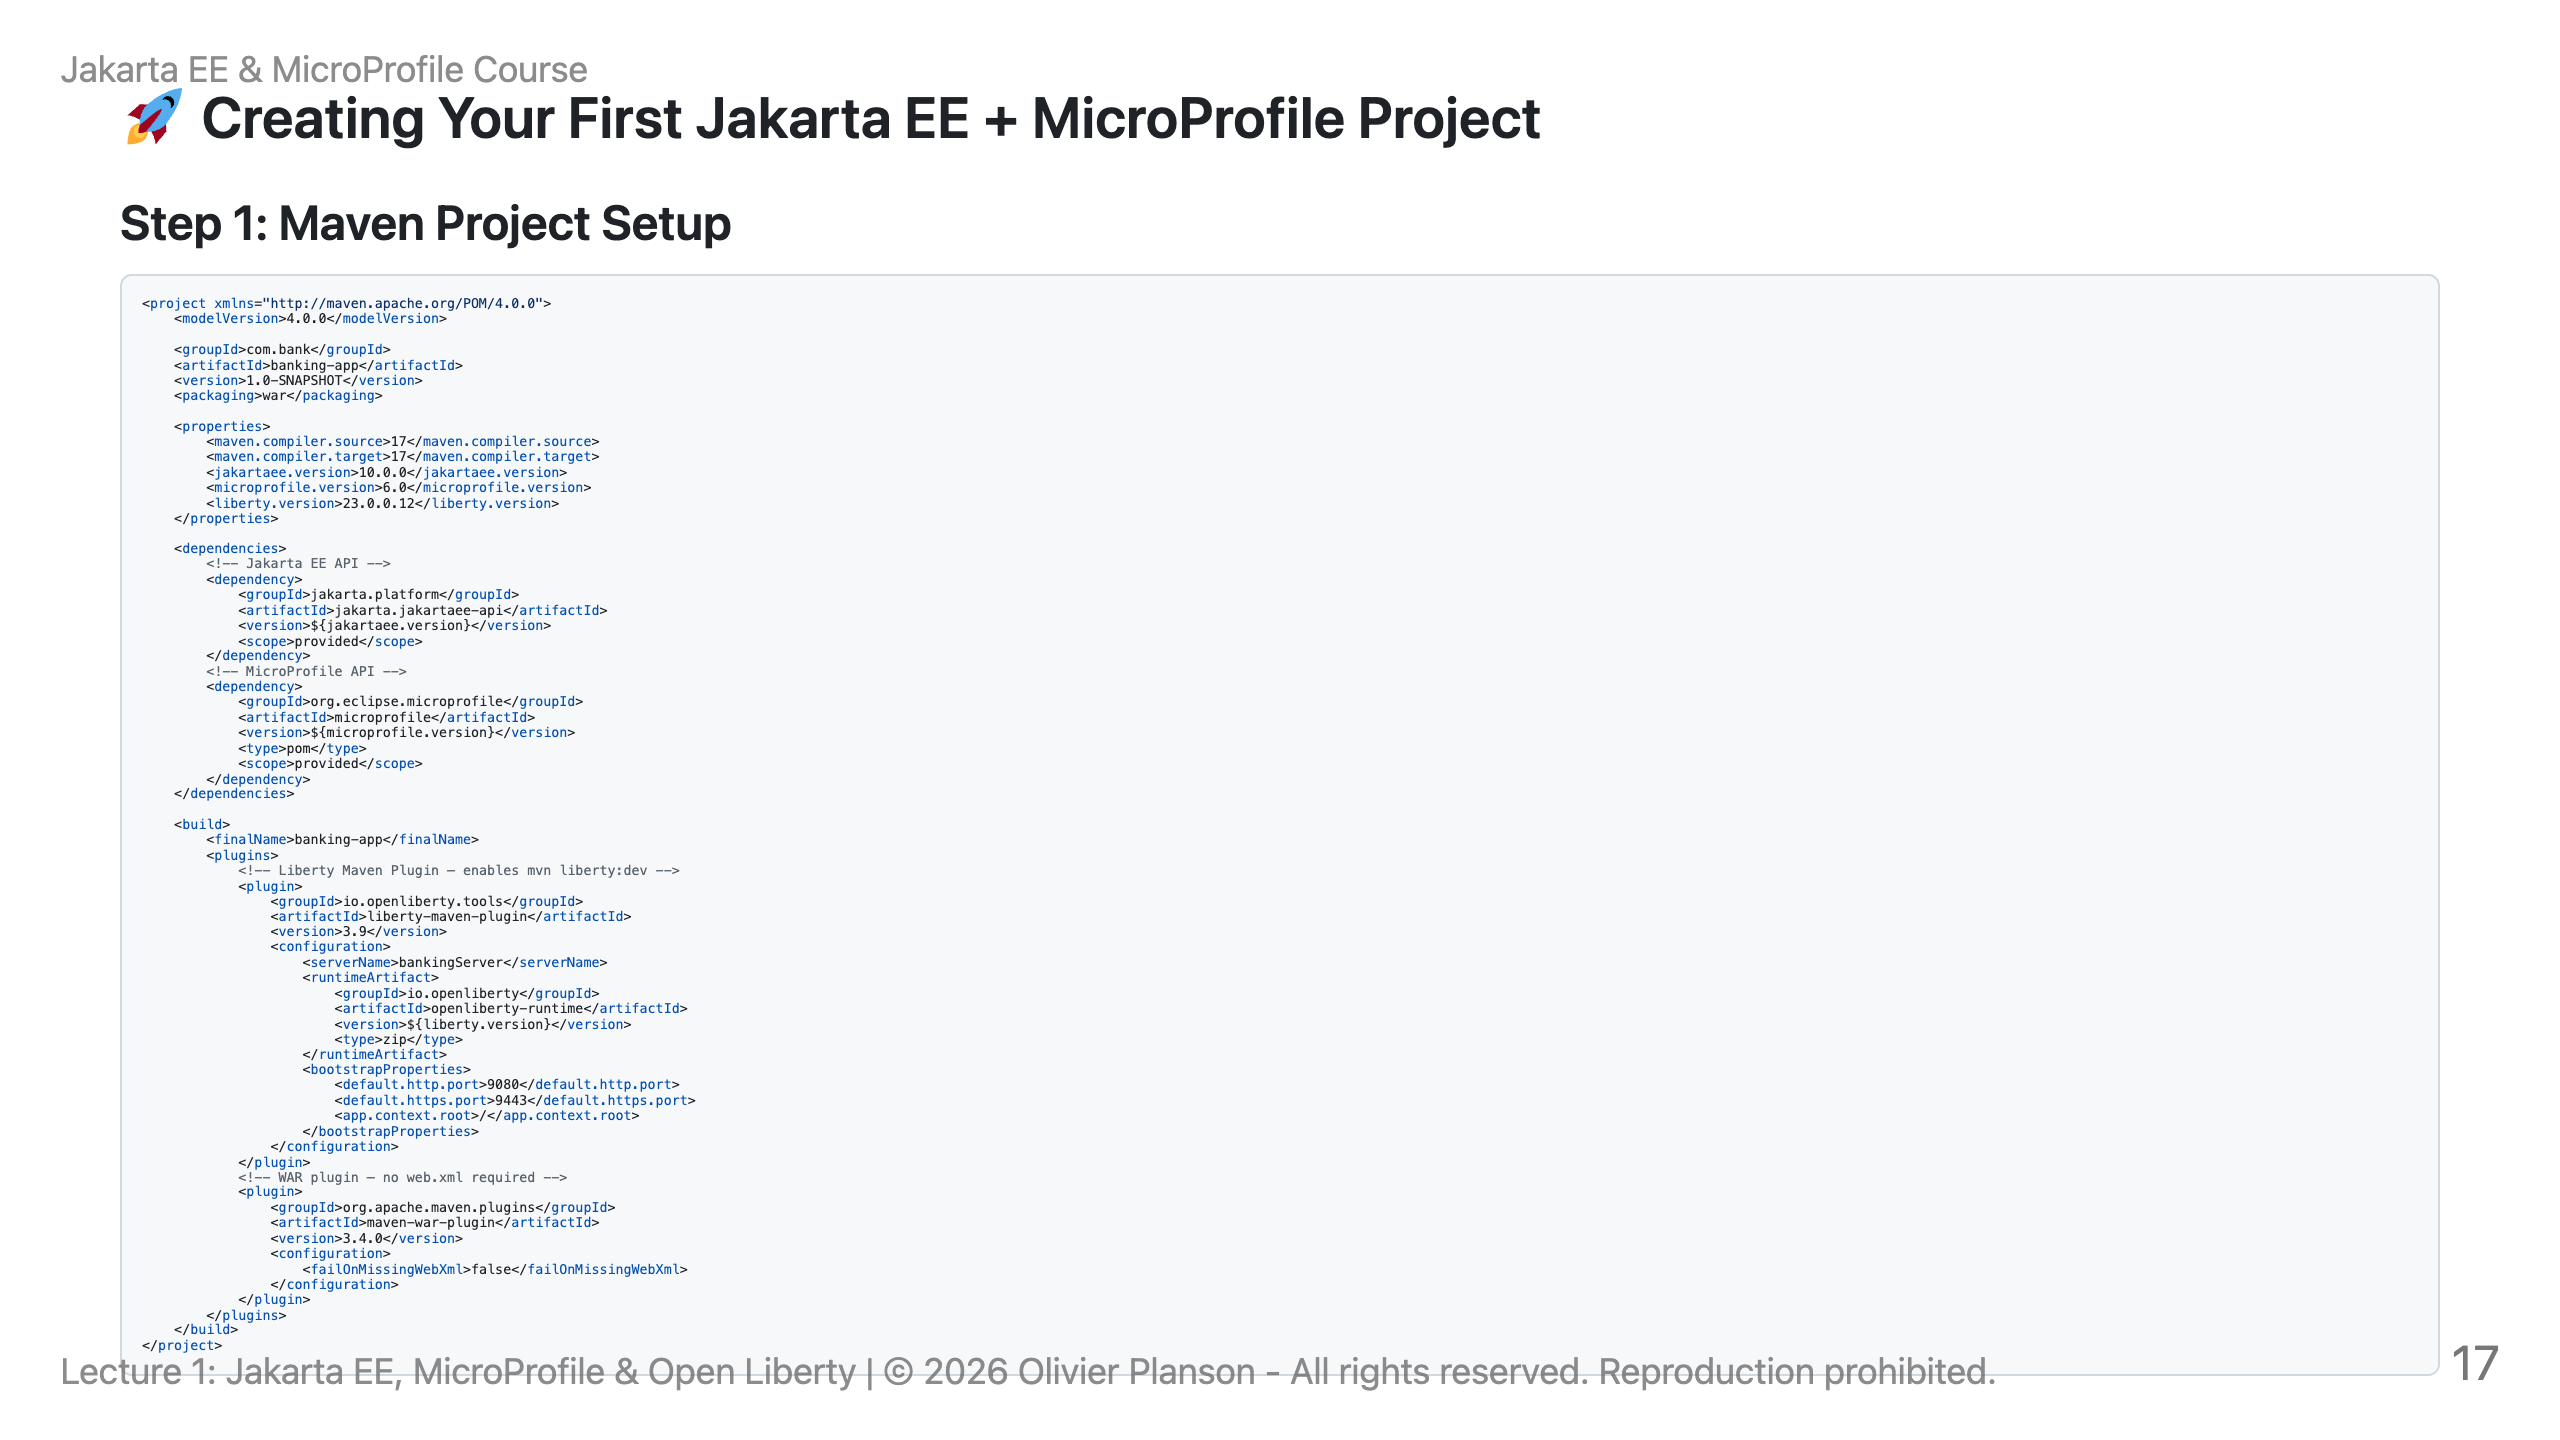 Jakarta EE & MicroProfile Course
🚀 Creating Your First Jakarta EE + MicroProfile Project
Step 1: Maven Project Setup
<project xmlns="http://maven.apache.org/POM/4.0.0">
    <modelVersion>4.0.0</modelVersion>

    <groupId>com.bank</groupId>
    <artifactId>banking-app</artifactId>
    <version>1.0-SNAPSHOT</version>
    <packaging>war</packaging>

    <properties>
        <maven.compiler.source>17</maven.compiler.source>
        <maven.compiler.target>17</maven.compiler.target>
        <jakartaee.version>10.0.0</jakartaee.version>
        <microprofile.version>6.0</microprofile.version>
        <liberty.version>23.0.0.12</liberty.version>
    </properties>

    <dependencies>
        <!-- Jakarta EE API -->
        <dependency>
            <groupId>jakarta.platform</groupId>
            <artifactId>jakarta.jakartaee-api</artifactId>
            <version>${jakartaee.version}</version>
            <scope>provided</scope>
        </dependency>
        <!-- MicroProfile API -->
        <dependency>
            <groupId>org.eclipse.microprofile</groupId>
            <artifactId>microprofile</artifactId>
            <version>${microprofile.version}</version>
            <type>pom</type>
            <scope>provided</scope>
        </dependency>
    </dependencies>

    <build>
        <finalName>banking-app</finalName>
        <plugins>
            <!-- Liberty Maven Plugin — enables mvn liberty:dev -->
            <plugin>
                <groupId>io.openliberty.tools</groupId>
                <artifactId>liberty-maven-plugin</artifactId>
                <version>3.9</version>
                <configuration>
                    <serverName>bankingServer</serverName>
                    <runtimeArtifact>
                        <groupId>io.openliberty</groupId>
                        <artifactId>openliberty-runtime</artifactId>
                        <version>${liberty.version}</version>
                        <type>zip</type>
                    </runtimeArtifact>
                    <bootstrapProperties>
                        <default.http.port>9080</default.http.port>
                        <default.https.port>9443</default.https.port>
                        <app.context.root>/</app.context.root>
                    </bootstrapProperties>
                </configuration>
            </plugin>
            <!-- WAR plugin — no web.xml required -->
            <plugin>
                <groupId>org.apache.maven.plugins</groupId>
                <artifactId>maven-war-plugin</artifactId>
                <version>3.4.0</version>
                <configuration>
                    <failOnMissingWebXml>false</failOnMissingWebXml>
                </configuration>
            </plugin>
        </plugins>
    </build>
</project>
Lecture 1: Jakarta EE, MicroProfile & Open Liberty | © 2026 Olivier Planson - All rights reserved. Reproduction prohibited.
17